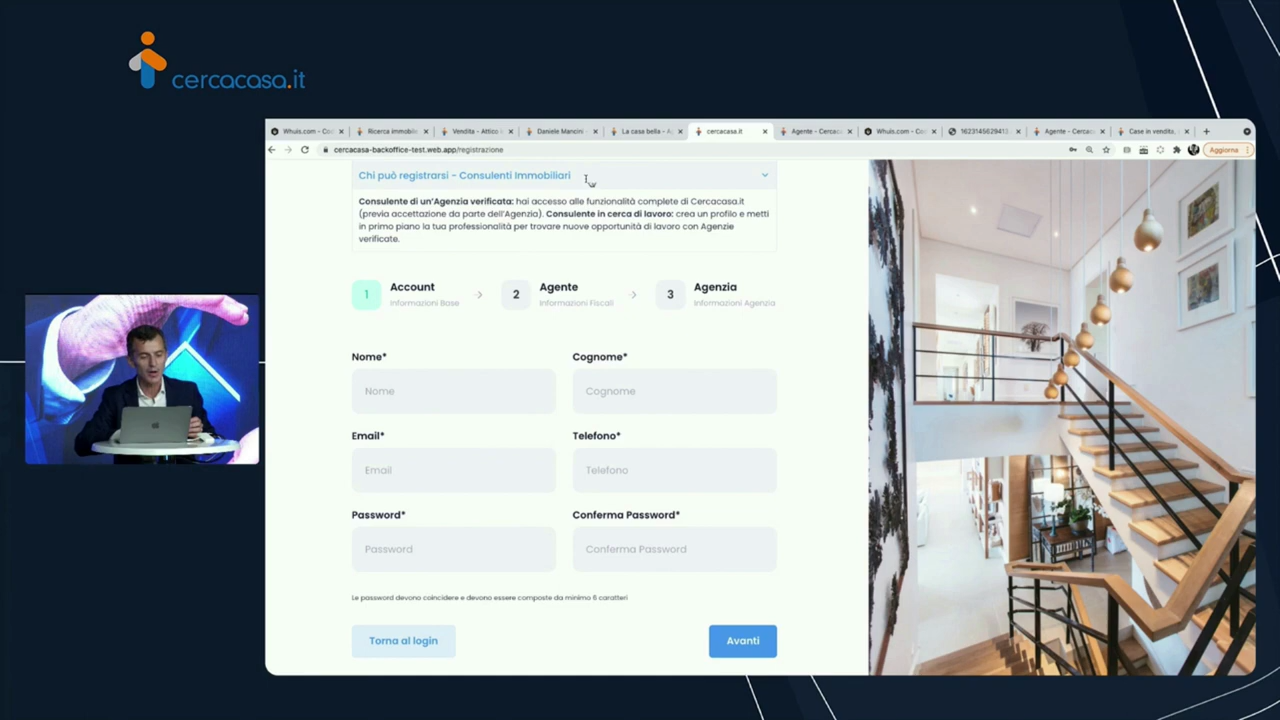 cercacasa.it
Whuis.com - Co
Ricerca immobile
Vendita - Attico
Daniele Mancini -
La casa bella - A
cercacasa.it
Agente - Cercac
Whuis.com - Co
1623145629413
Agente - Cercac
Case in vendita,
cercacasa-backoffice-test.web.app/registrazione
Aggiorna
Chi può registrarsi - Consulenti Immobiliari
Consulente di un'Agenzia verificata: hai accesso alle funzionalità complete di Cercacasa.it
(previa accettazione da parte dell'Agenzia). Consulente in cerca di lavoro: crea un profilo e metti
in primo piano la tua professionalità per trovare nuove opportunità di lavoro con Agenzie
verificate.
1 Account 2 Agente 3 Agenzia
Informazioni Base Informazioni Fiscali Informazioni Agenzia
Nome* Cognome*
Nome Cognome
Email* Telefono*
Email Telefono
Password* Conferma Password*
Password Conferma Password
Le password devono coincidere e devono essere composte da minimo 6 caratteri
Torna al login Avanti